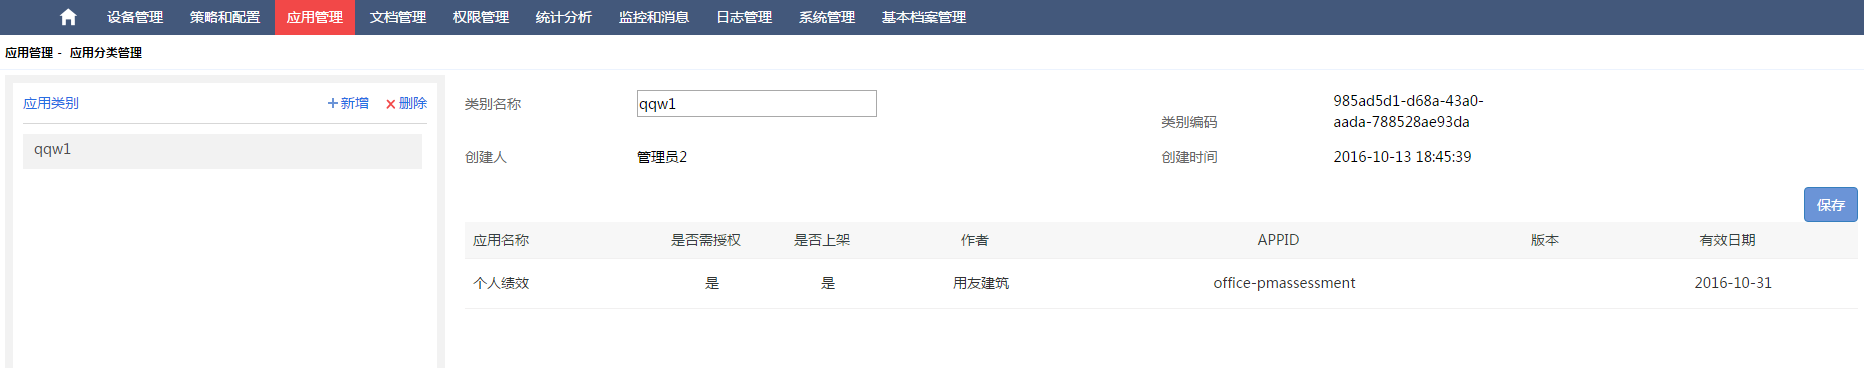 设备管理 策略和配置 应用管理 文档管理 权限管理 统计分析 监控和消息 日志管理 系统管理 基本档案管理
应用管理 - 应用分类管理
应用类别 新增 删除
qqw1
类别名称 qqw1
类别编码 985ad5d1-d68a-43a0-
aada-788528ae93da
创建人 管理员2 创建时间 2016-10-13 18:45:39
保存
应用名称 是否需授权 是否上架 作者 APPID 版本 有效日期
个人绩效 是 是 用友建筑 office-pmassessment 2016-10-31